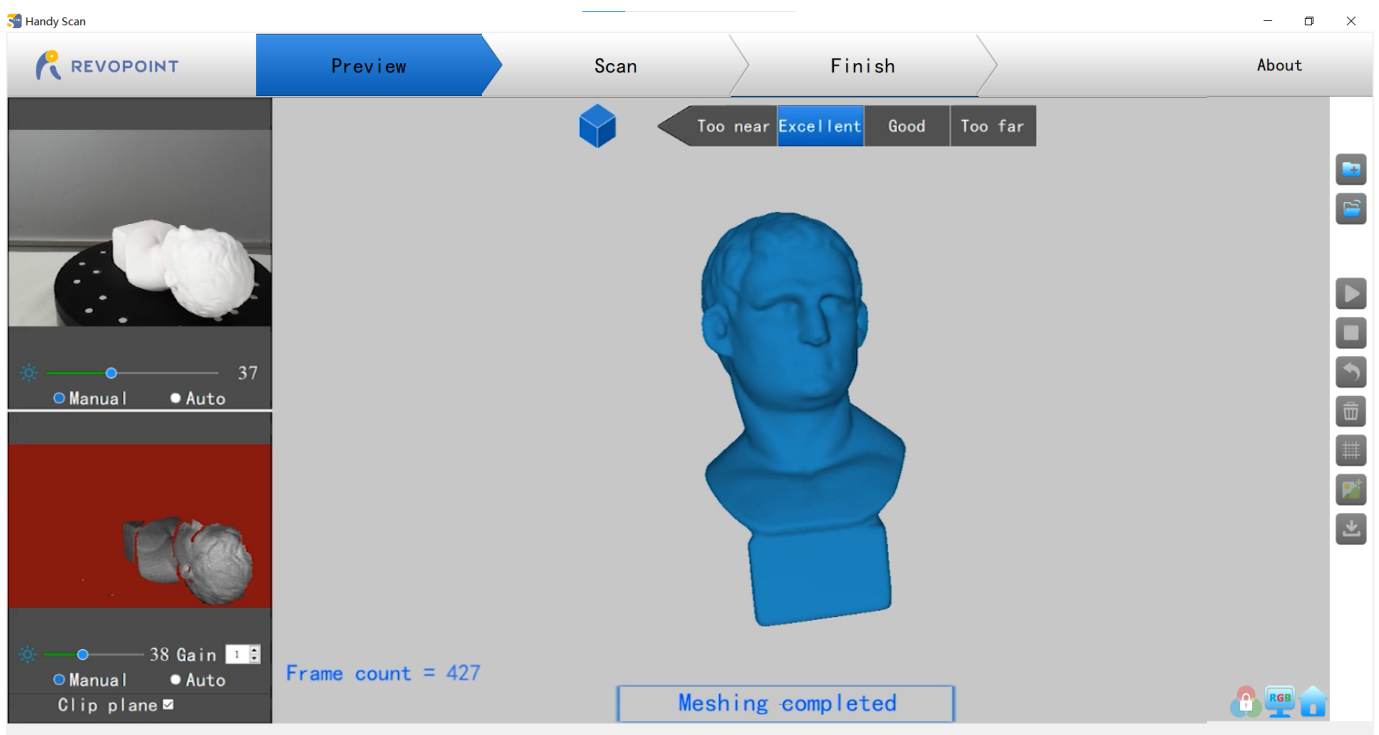 Handy Scan
REVOPOINT
Preview
Scan
Finish
About
Too near
Excellent
Good
Too far
37
Manual
Auto
38 Gain 1
Manual
Auto
Clip plane
Frame count = 427
Meshing completed
RGB